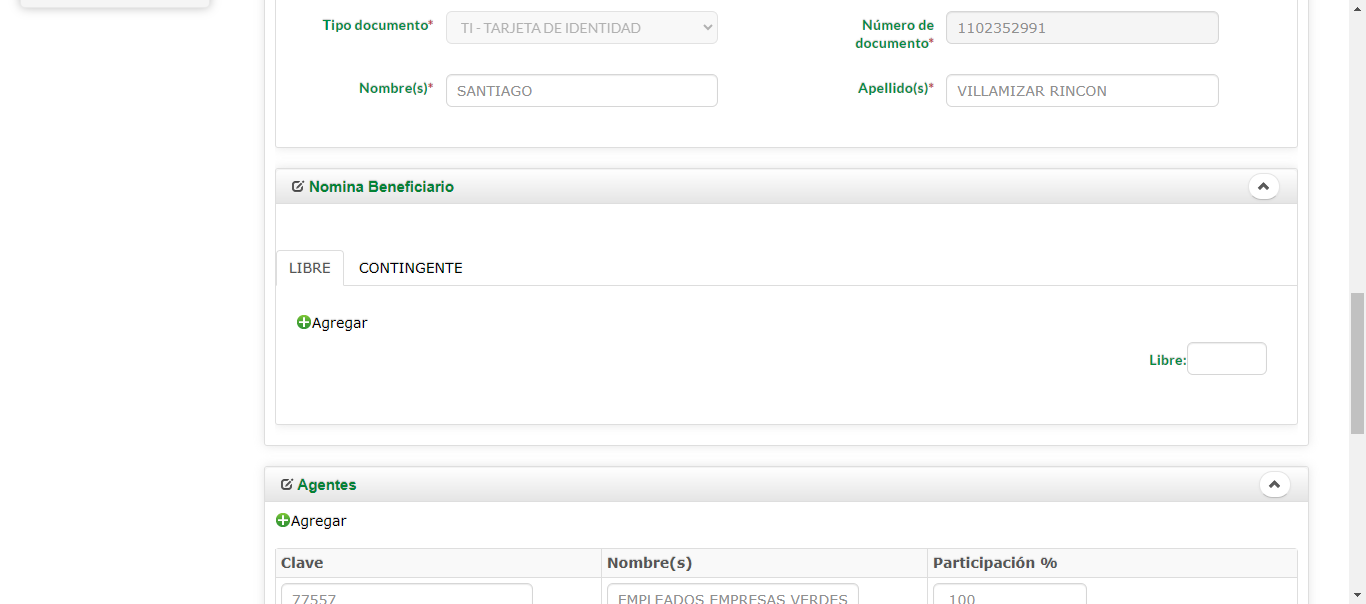 Tipo documento* TI - TARJETA DE IDENTIDAD Número de documento* 1102352991
Nombre(s)* SANTIAGO Apellido(s)* VILLAMIZAR RINCON
Nomina Beneficiario
LIBRE CONTINGENTE
Agregar
Libre:
Agentes
Agregar
Clave Nombre(s) Participación %
77557 EMPLEADOS EMPRESAS VERDES 100